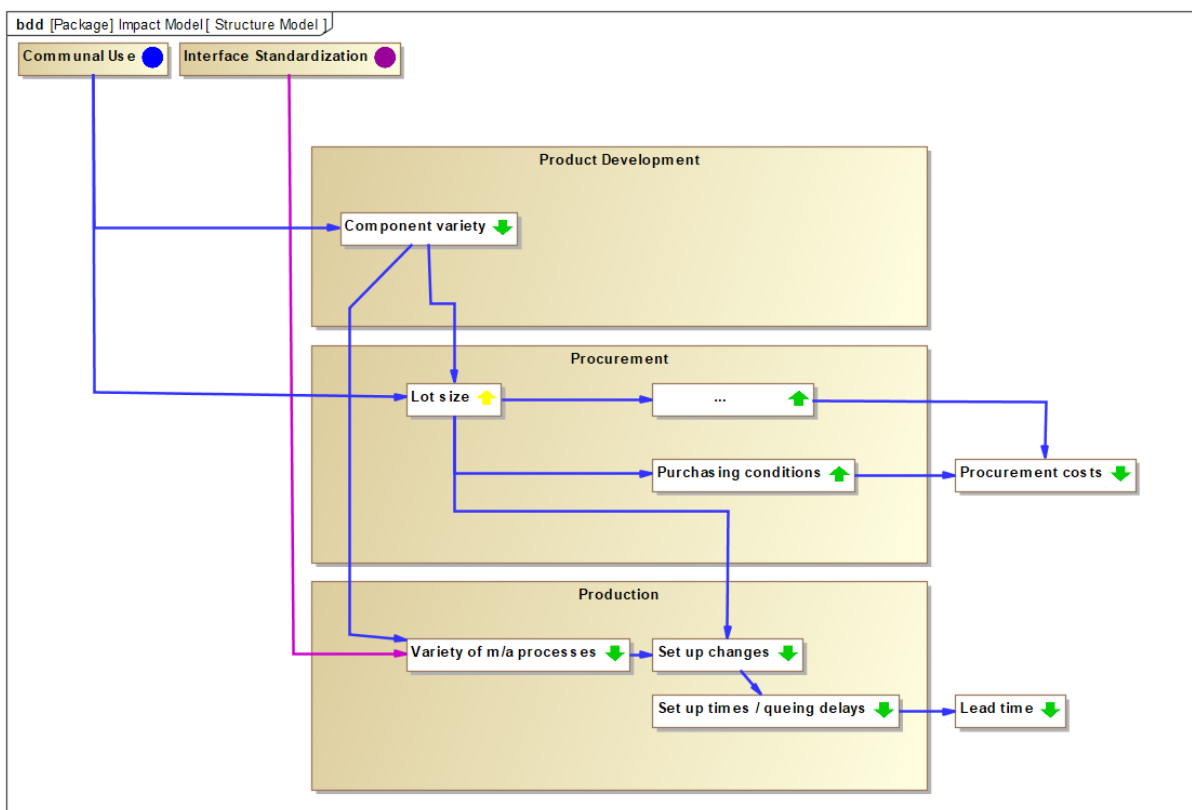 bdd [Package] Impact Model [ Structure Model ]
Communal Use
Interface Standardization
Product Development
Component variety
Procurement
Lot size
...
Purchasing conditions
Procurement costs
Production
Variety of m/a processes
Set up changes
Set up times / queing delays
Lead time